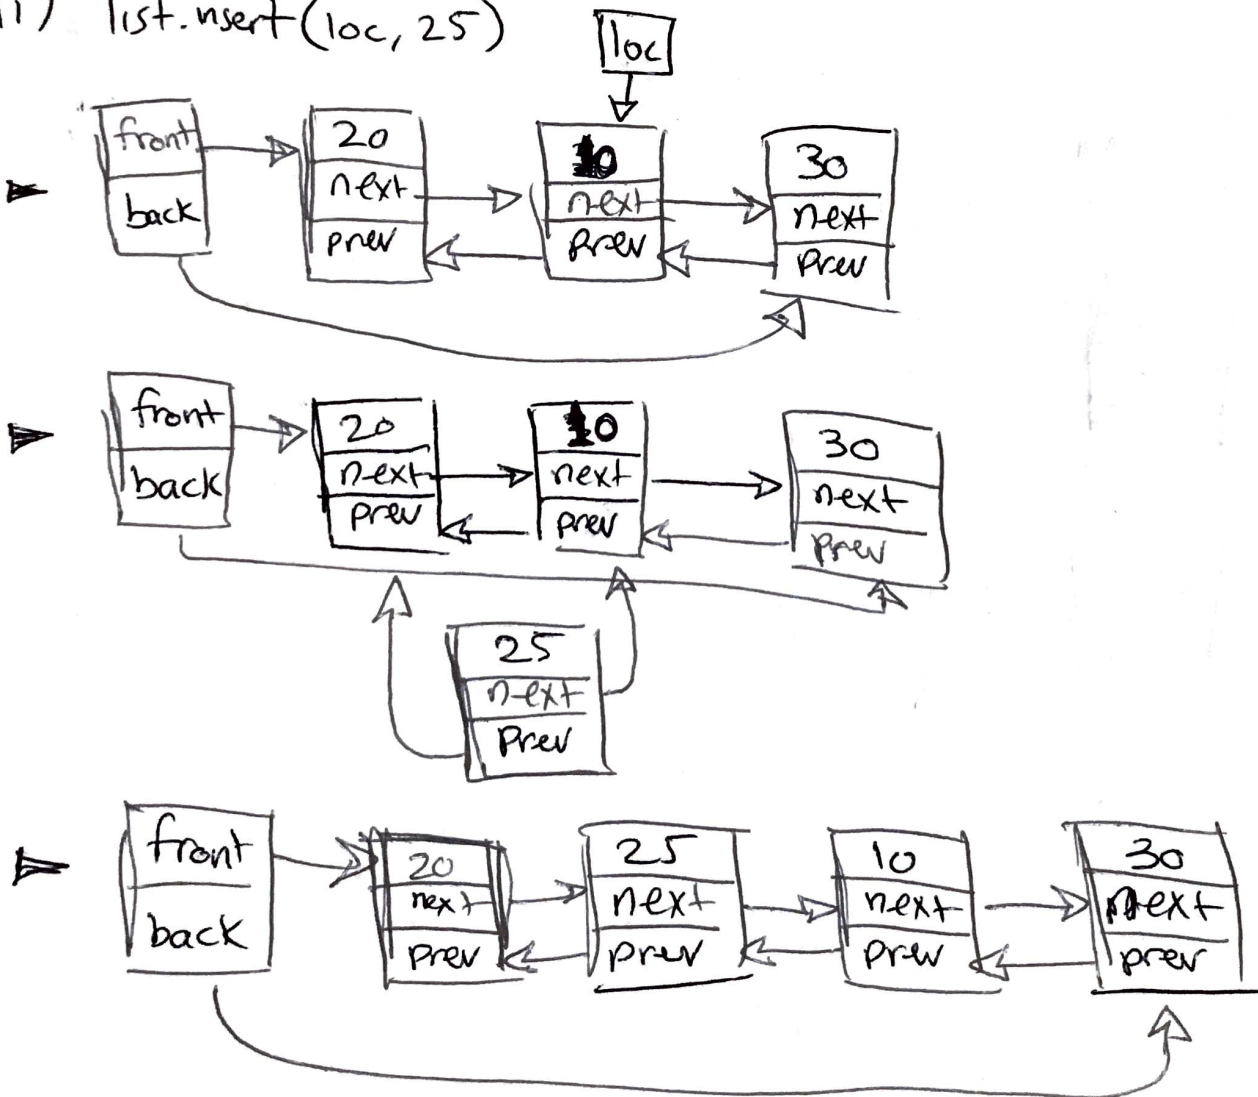 ii) list.nsert(loc, 25)
loc
front 20 10 30
next next next
back prev prev prev
front 20 10 30
next next next
back prev prev prev
25
next
prev
front 20 25 10 30
next next next next
back prev prev prev prev